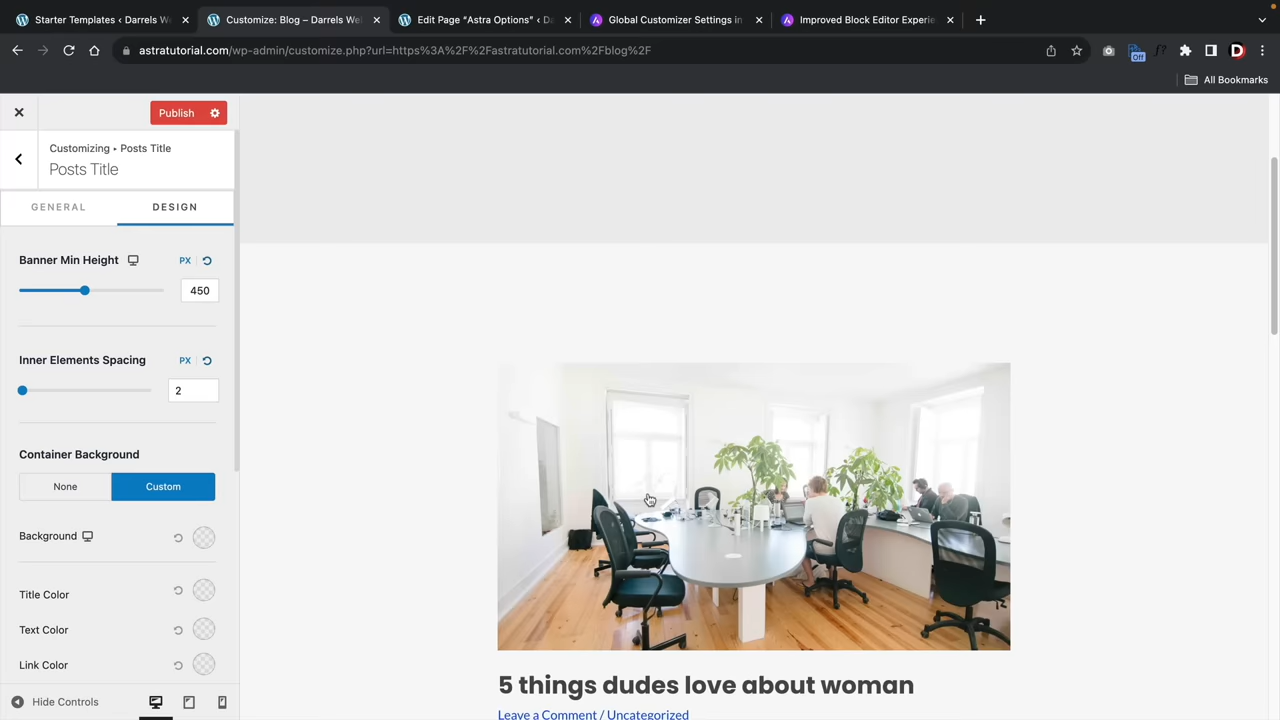 Starter Templates ‹ Darrels W
Customize: Blog – Darrels We
Edit Page “Astra Options” ‹ Da
Global Customizer Settings in
Improved Block Editor Experie
astratutorial.com/wp-admin/customize.php?url=https%3A%2F%2Fastratutorial.com%2Fblog%2F
Off
D
All Bookmarks
Publish
Customizing ▸ Posts Title
Posts Title
GENERAL
DESIGN
Banner Min Height
PX
450
Inner Elements Spacing
PX
2
Container Background
None
Custom
Background
Title Color
Text Color
Link Color
Hide Controls
5 things dudes love about woman
Leave a Comment / Uncategorized